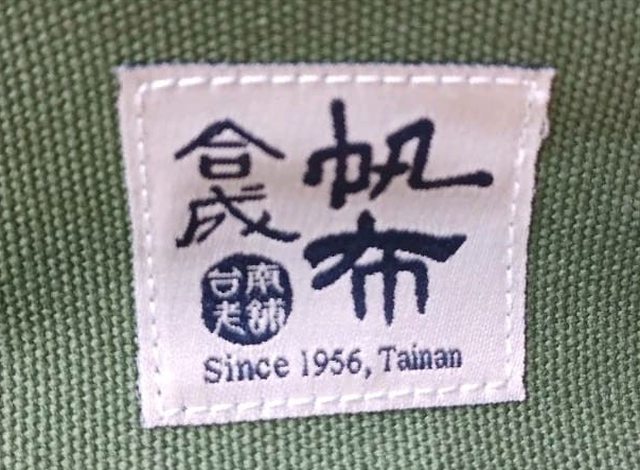 合成
帆布
台南
老舖
Since 1956, Tainan